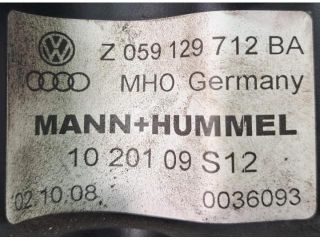 Z 059 129 712 BA
MHO Germany
MANN+HUMMEL
10 201 09 S12
02.10.08 0036093